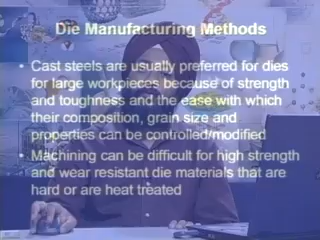 Die Manufacturing Methods
• Cast steels are usually preferred for dies
for large workpieces because of strength
and toughness and the ease with which
their composition, grain size and
properties can be controlled/modified
• Machining can be difficult for high strength
and wear resistant die materials that are
hard or are heat treated